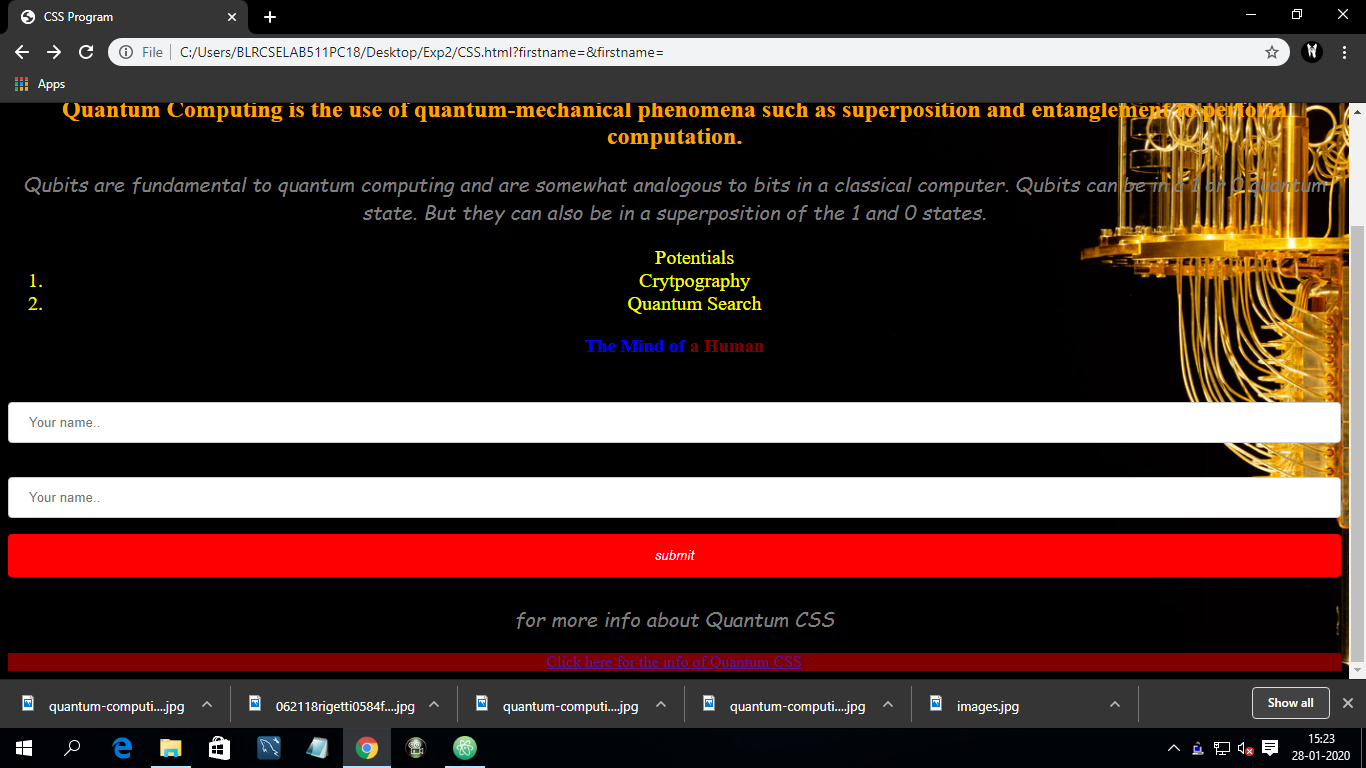 CSS Program
File
C:/Users/BLRCSELAB511PC18/Desktop/Exp2/CSS.html?firstname=&firstname=
Apps
Quantum Computing is the use of quantum-mechanical phenomena such as superposition and entanglement to perform
computation.
Qubits are fundamental to quantum computing and are somewhat analogous to bits in a classical computer. Qubits can be in a 1 or 0 quantum
state. But they can also be in a superposition of the 1 and 0 states.
Potentials
1. Crytpography
2. Quantum Search
The Mind of a Human
Your name..
Your name..
submit
for more info about Quantum CSS
Click here for the info of Quantum CSS
quantum-computi....jpg
062118rigetti0584f....jpg
quantum-computi....jpg
quantum-computi....jpg
images.jpg
Show all
15:23
28-01-2020